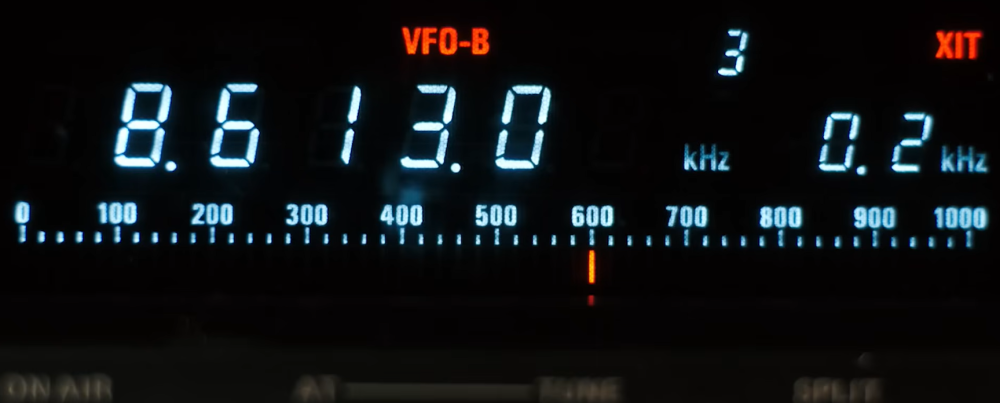 VFO-B 3 XIT
8.613.0 kHz 0.2 kHz
0 100 200 300 400 500 600 700 800 900 1000
ON AIR AT TUNE SPLIT